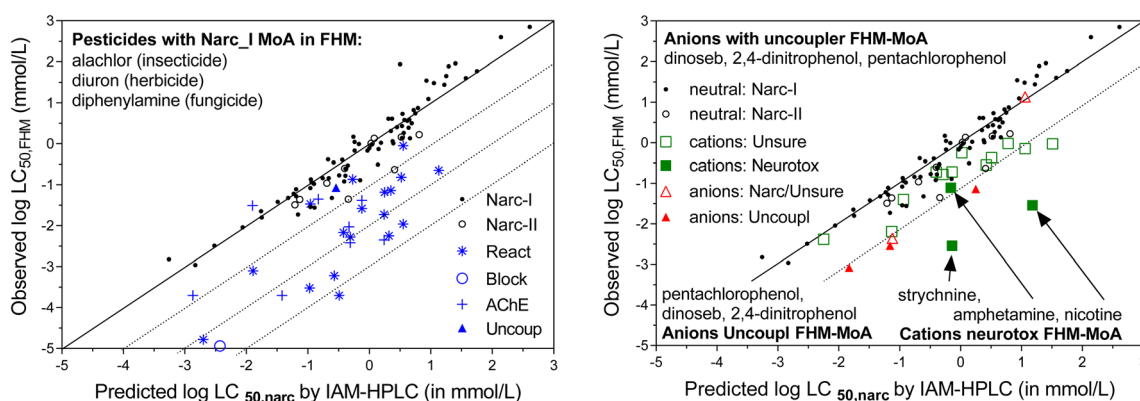 Pesticides with Narc_I MoA in FHM:
alachlor (insecticide)
diuron (herbicide)
diphenylamine (fungicide)
Observed log LC50,FHM (mmol/L)
3
2
1
0
-1
-2
-3
-4
-5
Narc-I
Narc-II
React
Block
AChE
Uncoup
-5 -4 -3 -2 -1 0 1 2 3
Predicted log LC 50,narc by IAM-HPLC (in mmol/L)
Anions with uncoupler FHM-MoA
dinoseb, 2,4-dinitrophenol, pentachlorophenol
neutral: Narc-I
neutral: Narc-II
cations: Unsure
cations: Neurotox
anions: Narc/Unsure
anions: Uncoupl
Observed log LC50,FHM (mmol/L)
3
2
1
0
-1
-2
-3
-4
-5
strychnine,
amphetamine, nicotine
Cations neurotox FHM-MoA
pentachlorophenol,
dinoseb, 2,4-dinitrophenol
Anions Uncoupl FHM-MoA
-5 -4 -3 -2 -1 0 1 2 3
Predicted log LC 50,narc by IAM-HPLC (in mmol/L)